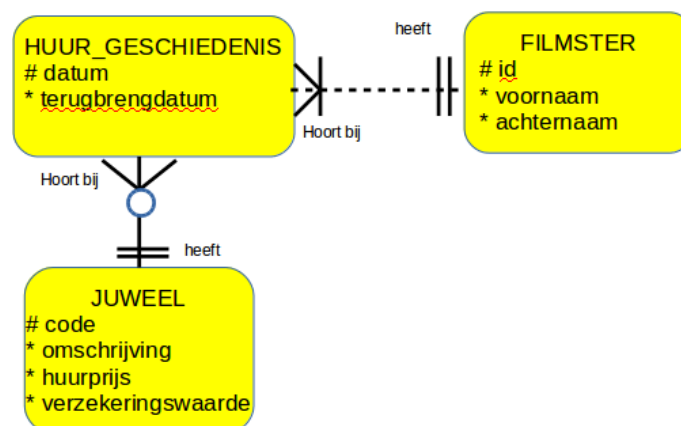 HUUR_GESCHIEDENIS
# datum
* terugbrengdatum
heeft
Hoort bij
FILMSTER
# id
* voornaam
* achternaam
Hoort bij
heeft
JUWEEL
# code
* omschrijving
* huurprijs
* verzekeringswaarde